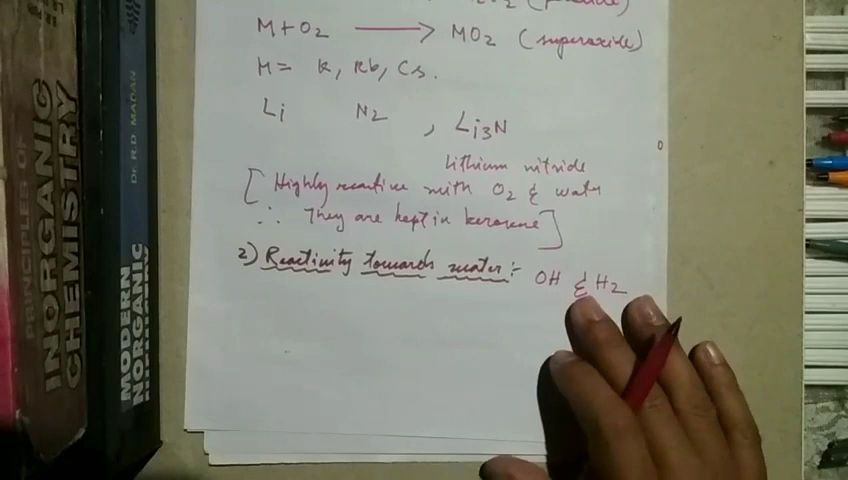 M + O2 ⟶ MO2 (superoxide)
M = K, Rb, Cs.
Li N2 , Li3N
Lithium nitride
[ Highly reactive with O2 & water
∴ They are kept in kerosene ]
2) Reactivity towards water :- OH & H2
PRINCIPLES OF
INORGANIC
CHEMISTRY
MODERN
INORGANIC
Dr. R.D. MADAN